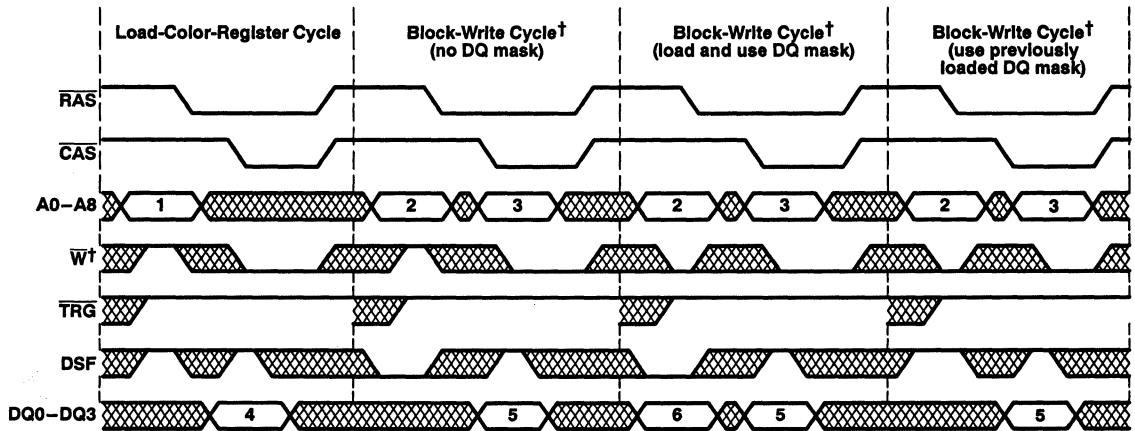 Load-Color-Register Cycle
Block-Write Cycle†
(no DQ mask)
Block-Write Cycle†
(load and use DQ mask)
Block-Write Cycle†
(use previously
loaded DQ mask)
RAS
CAS
A0–A8 1 2 3 2 3 2 3
W†
TRG
DSF
DQ0–DQ3 4 5 6 5 5